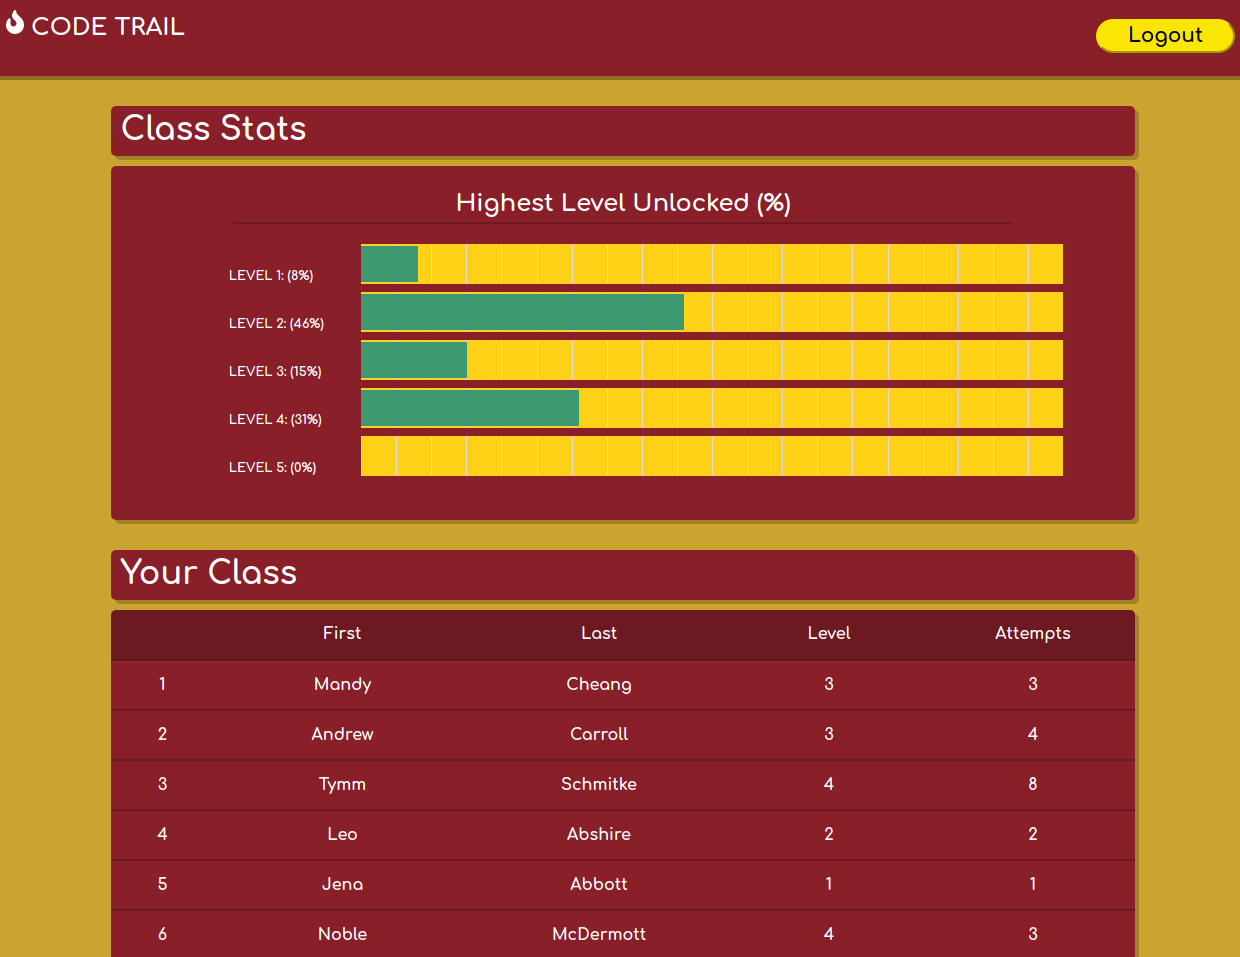 CODE TRAIL
Logout
Class Stats
Highest Level Unlocked (%)
LEVEL 1: (8%)
LEVEL 2: (46%)
LEVEL 3: (15%)
LEVEL 4: (31%)
LEVEL 5: (0%)
Your Class
First Last Level Attempts
1 Mandy Cheang 3 3
2 Andrew Carroll 3 4
3 Tymm Schmitke 4 8
4 Leo Abshire 2 2
5 Jena Abbott 1 1
6 Noble McDermott 4 3